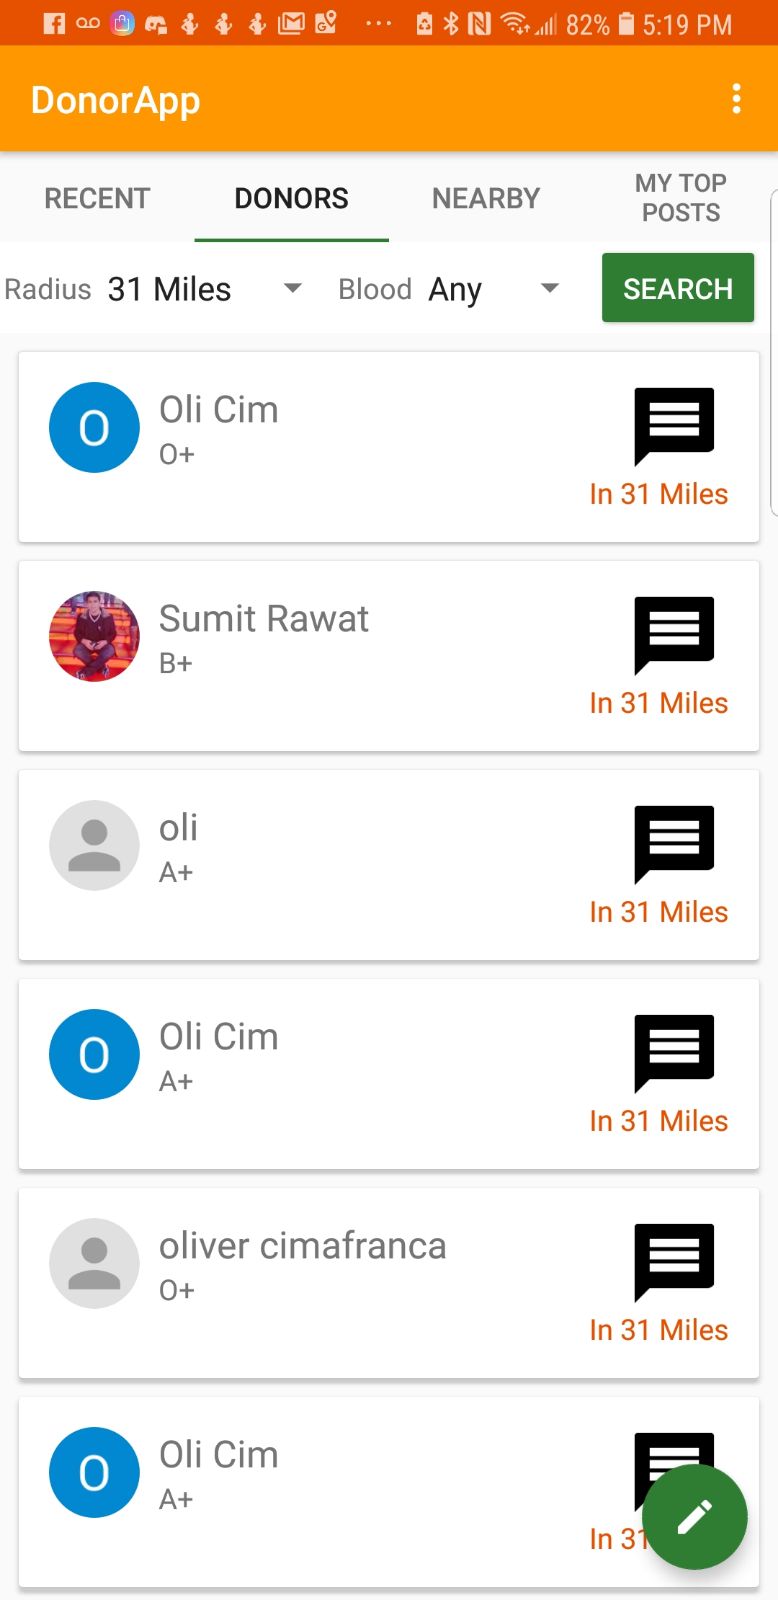 82% 5:19 PM
DonorApp
RECENT DONORS NEARBY MY TOP
POSTS
Radius 31 Miles Blood Any SEARCH
O Oli Cim
O+
In 31 Miles
Sumit Rawat
B+
In 31 Miles
oli
A+
In 31 Miles
O Oli Cim
A+
In 31 Miles
oliver cimafranca
O+
In 31 Miles
O Oli Cim
A+
In 31